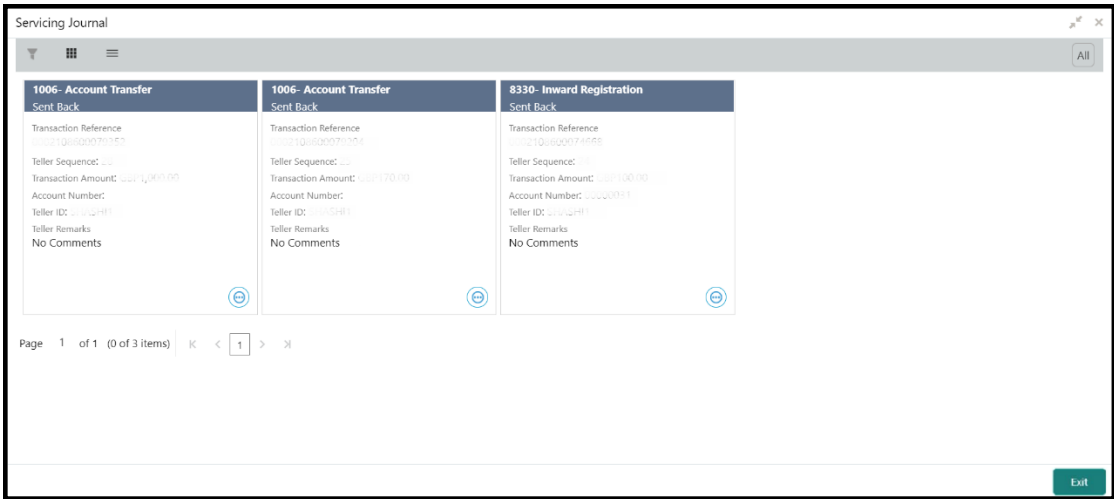 Servicing Journal
All
1006- Account Transfer
Sent Back
Transaction Reference
Teller Sequence:
Transaction Amount:
Account Number:
Teller ID:
Teller Remarks
No Comments
1006- Account Transfer
Sent Back
Transaction Reference
Teller Sequence:
Transaction Amount:
Account Number:
Teller ID:
Teller Remarks
No Comments
8330- Inward Registration
Sent Back
Transaction Reference
Teller Sequence:
Transaction Amount:
Account Number:
Teller ID:
Teller Remarks
No Comments
Page 1 of 1 (0 of 3 items) 1
Exit